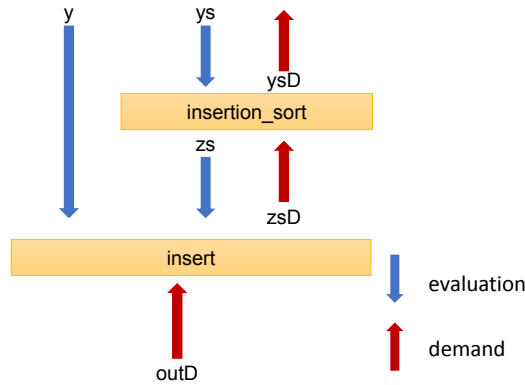 y ys
ysD
insertion_sort
zs
zsD
insert
evaluation
demand
outD